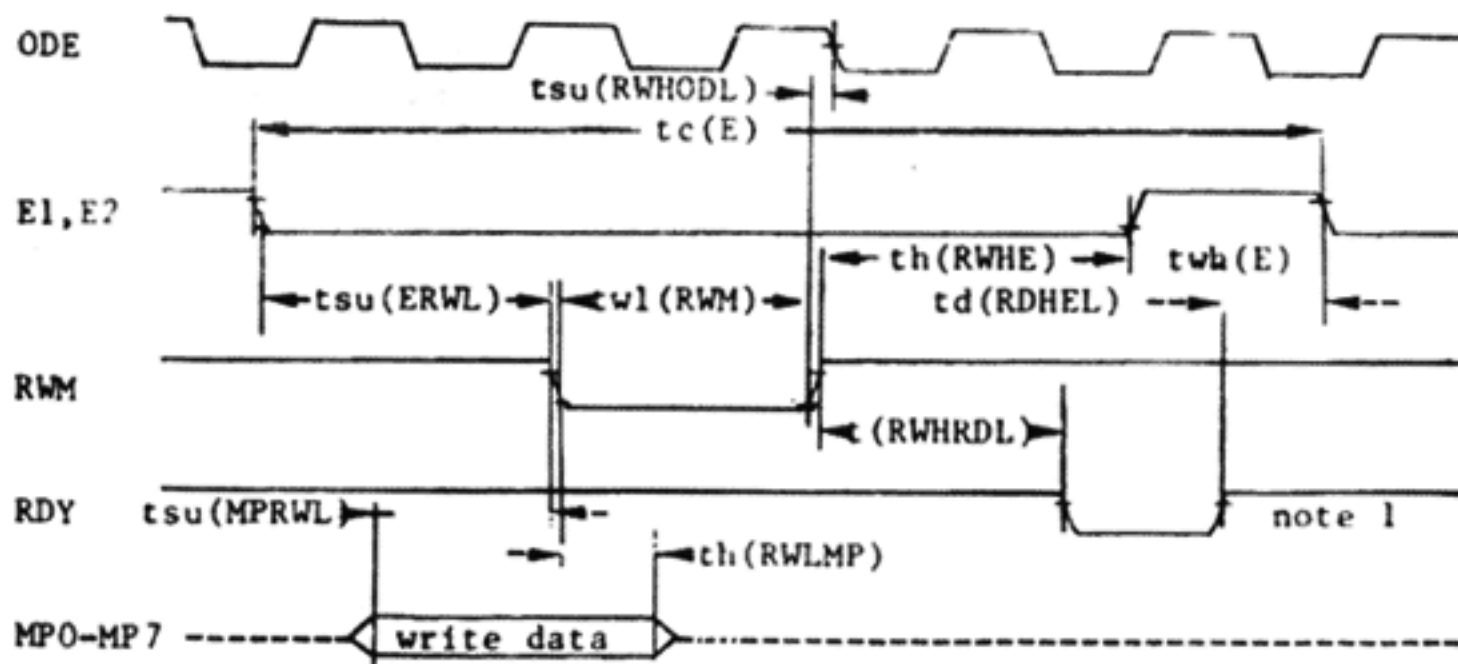 ODE
tsu(RWHODL)
tc(E)
E1,E2
th(RWHE) twh(E)
tsu(ERWL) twl(RWM) td(RDHEL)
RWM
t(RWHRDL)
RDY tsu(MPRWL) note 1
th(RWLMP)
MP0-MP7 write data